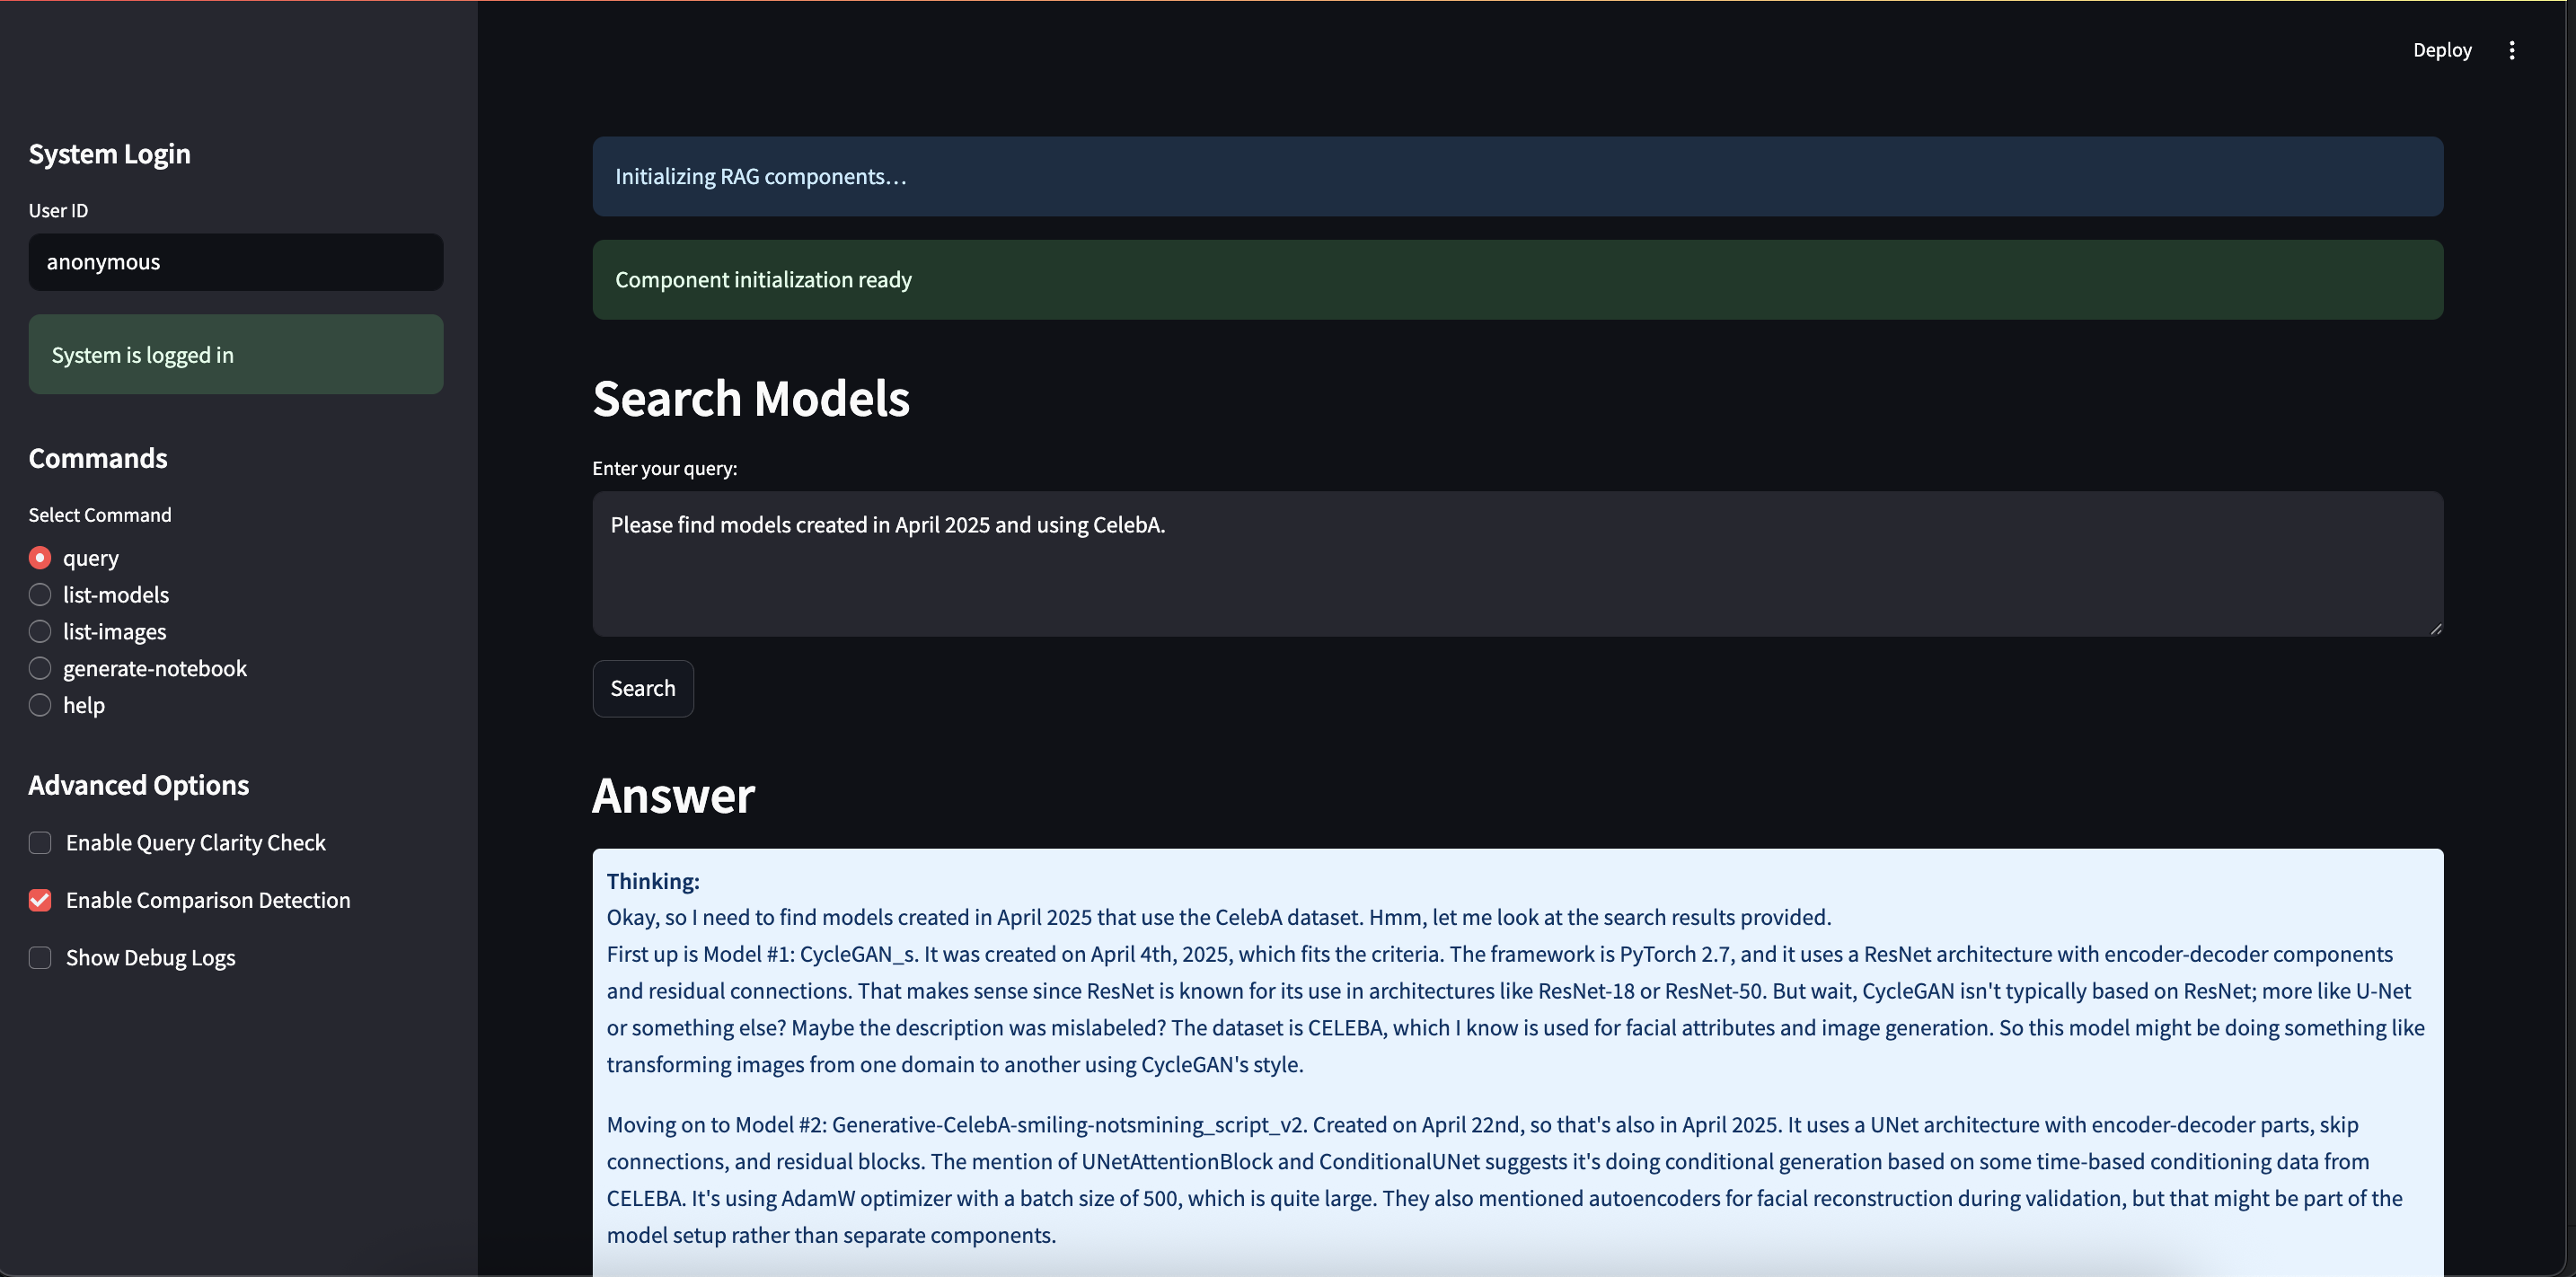 Deploy
System Login
User ID
anonymous
System is logged in
Commands
Select Command
query
list-models
list-images
generate-notebook
help
Advanced Options
Enable Query Clarity Check
Enable Comparison Detection
Show Debug Logs
Initializing RAG components...
Component initialization ready
Search Models
Enter your query:
Please find models created in April 2025 and using CelebA.
Search
Answer
Thinking:
Okay, so I need to find models created in April 2025 that use the CelebA dataset. Hmm, let me look at the search results provided.
First up is Model #1: CycleGAN_s. It was created on April 4th, 2025, which fits the criteria. The framework is PyTorch 2.7, and it uses a ResNet architecture with encoder-decoder components
and residual connections. That makes sense since ResNet is known for its use in architectures like ResNet-18 or ResNet-50. But wait, CycleGAN isn't typically based on ResNet; more like U-Net
or something else? Maybe the description was mislabeled? The dataset is CELEBA, which I know is used for facial attributes and image generation. So this model might be doing something like
transforming images from one domain to another using CycleGAN's style.
Moving on to Model #2: Generative-CelebA-smiling-notsmining_script_v2. Created on April 22nd, so that's also in April 2025. It uses a UNet architecture with encoder-decoder parts, skip
connections, and residual blocks. The mention of UNetAttentionBlock and ConditionalUNet suggests it's doing conditional generation based on some time-based conditioning data from
CELEBA. It's using AdamW optimizer with a batch size of 500, which is quite large. They also mentioned autoencoders for facial reconstruction during validation, but that might be part of the
model setup rather than separate components.